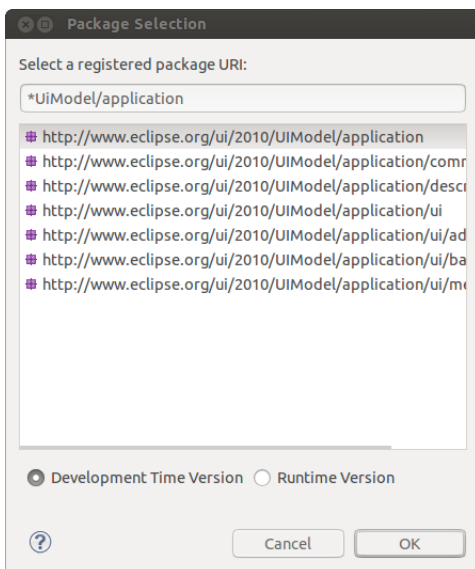 Package Selection
Select a registered package URI:
*UiModel/application
http://www.eclipse.org/ui/2010/UIModel/application
http://www.eclipse.org/ui/2010/UIModel/application/comm
http://www.eclipse.org/ui/2010/UIModel/application/descr
http://www.eclipse.org/ui/2010/UIModel/application/ui
http://www.eclipse.org/ui/2010/UIModel/application/ui/ad
http://www.eclipse.org/ui/2010/UIModel/application/ui/ba
http://www.eclipse.org/ui/2010/UIModel/application/ui/me
Development Time Version Runtime Version
? Cancel OK